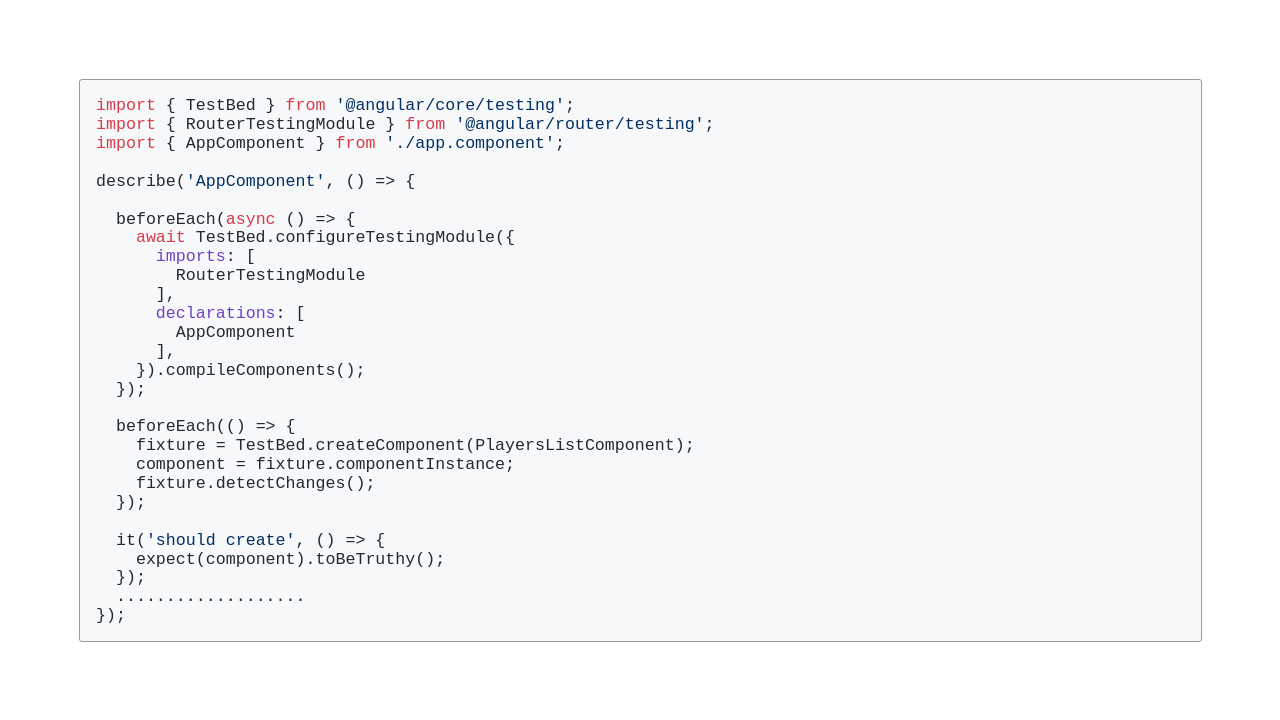 import { TestBed } from '@angular/core/testing';
import { RouterTestingModule } from '@angular/router/testing';
import { AppComponent } from './app.component';

describe('AppComponent', () => {

  beforeEach(async () => {
    await TestBed.configureTestingModule({
      imports: [
        RouterTestingModule
      ],
      declarations: [
        AppComponent
      ],
    }).compileComponents();
  });

  beforeEach(() => {
    fixture = TestBed.createComponent(PlayersListComponent);
    component = fixture.componentInstance;
    fixture.detectChanges();
  });

  it('should create', () => {
    expect(component).toBeTruthy();
  });
  ...................
});